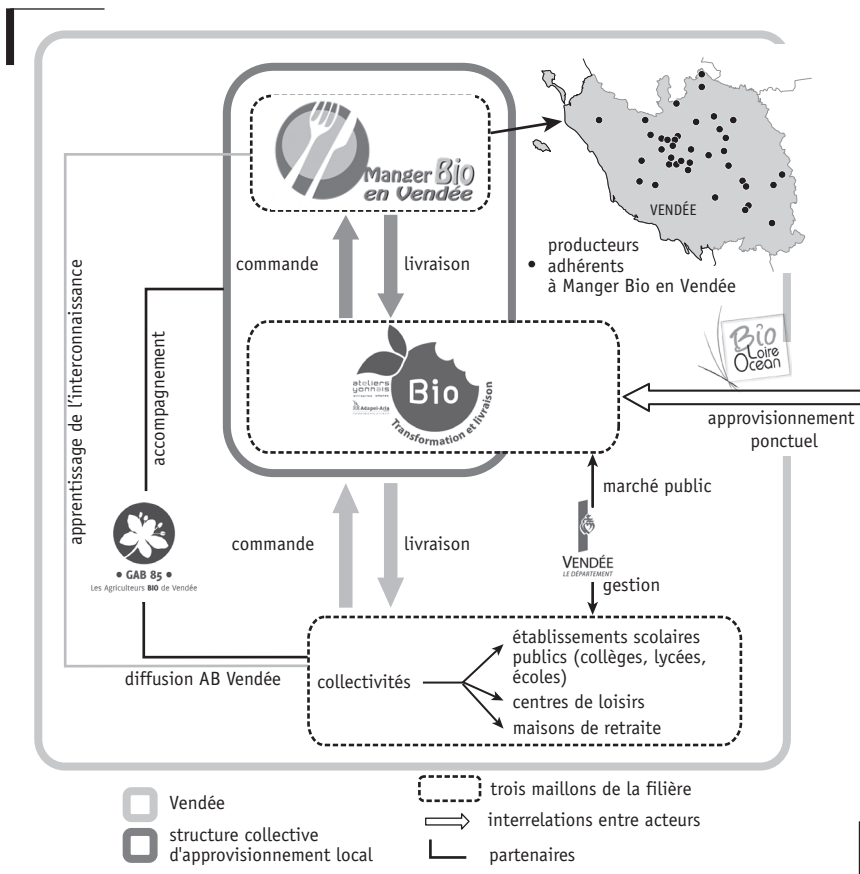 Manger Bio
en Vendée
VENDÉE
producteurs
adhérents
à Manger Bio en Vendée
commande
livraison
apprentissage de l'interconnaissance
accompagnement
Bio
Loire
Océan
approvisionnement
ponctuel
ateliers
yonnais
Adapei-Aria
Bio
Transformation et livraison
marché public
VENDÉE
LE DÉPARTEMENT
gestion
commande
livraison
• GAB 85 •
Les Agriculteurs BIO de Vendée
diffusion AB Vendée
collectivités
établissements scolaires
publics (collèges, lycées,
écoles)
centres de loisirs
maisons de retraite
Vendée
structure collective
d'approvisionnement local
trois maillons de la filière
interrelations entre acteurs
partenaires